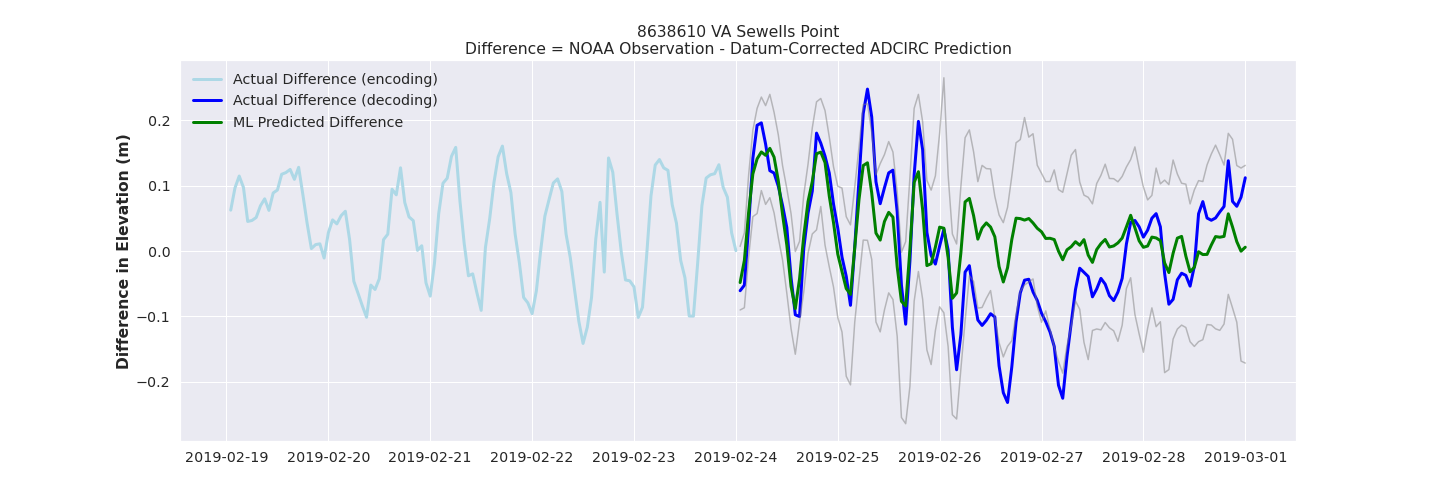 8638610 VA Sewells Point
Difference = NOAA Observation - Datum-Corrected ADCIRC Prediction
Actual Difference (encoding)
Actual Difference (decoding)
ML Predicted Difference
Difference in Elevation (m)
0.2
0.1
0.0
−0.1
−0.2
2019-02-19 2019-02-20 2019-02-21 2019-02-22 2019-02-23 2019-02-24 2019-02-25 2019-02-26 2019-02-27 2019-02-28 2019-03-01